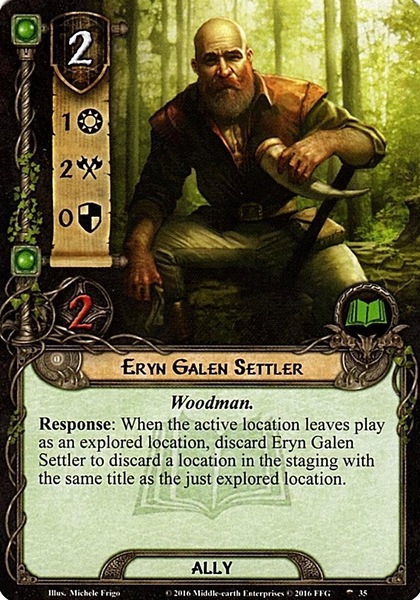 2
1
2
0
2
ERYN GALEN SETTLER
Woodman.
Response: When the active location leaves play
as an explored location, discard Eryn Galen
Settler to discard a location in the staging with
the same title as the just explored location.
ALLY
Illus. Michele Frigo © 2016 Middle-earth Enterprises © 2016 FFG 35